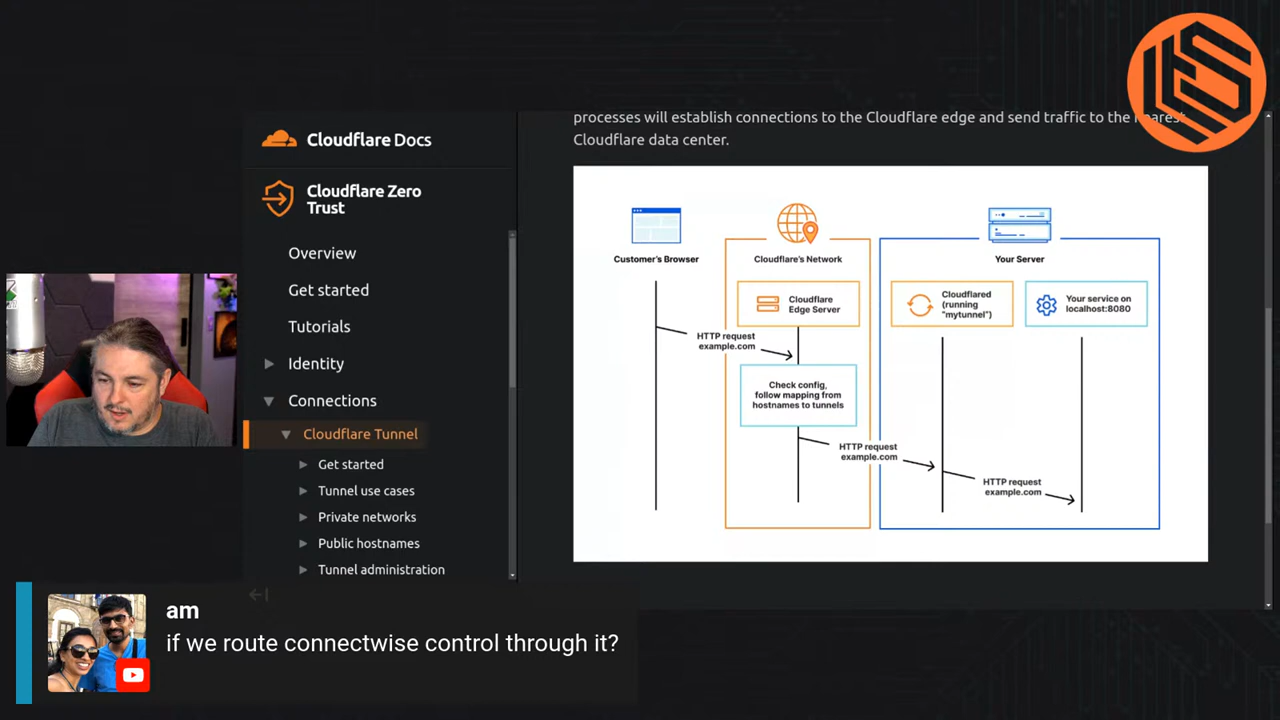 processes will establish connections to the Cloudflare edge and send traffic to the nearest
Cloudflare data center.
Cloudflare Docs
Cloudflare Zero
Trust
Overview
Get started
Tutorials
Identity
Connections
Cloudflare Tunnel
Get started
Tunnel use cases
Private networks
Public hostnames
Tunnel administration
Customer's Browser
Cloudflare's Network
Your Server
Cloudflare
Edge Server
Cloudflared
(running
"mytunnel")
Your service on
localhost:8080
HTTP request
example.com
Check config,
follow mapping from
hostnames to tunnels
HTTP request
example.com
HTTP request
example.com
am
if we route connectwise control through it?